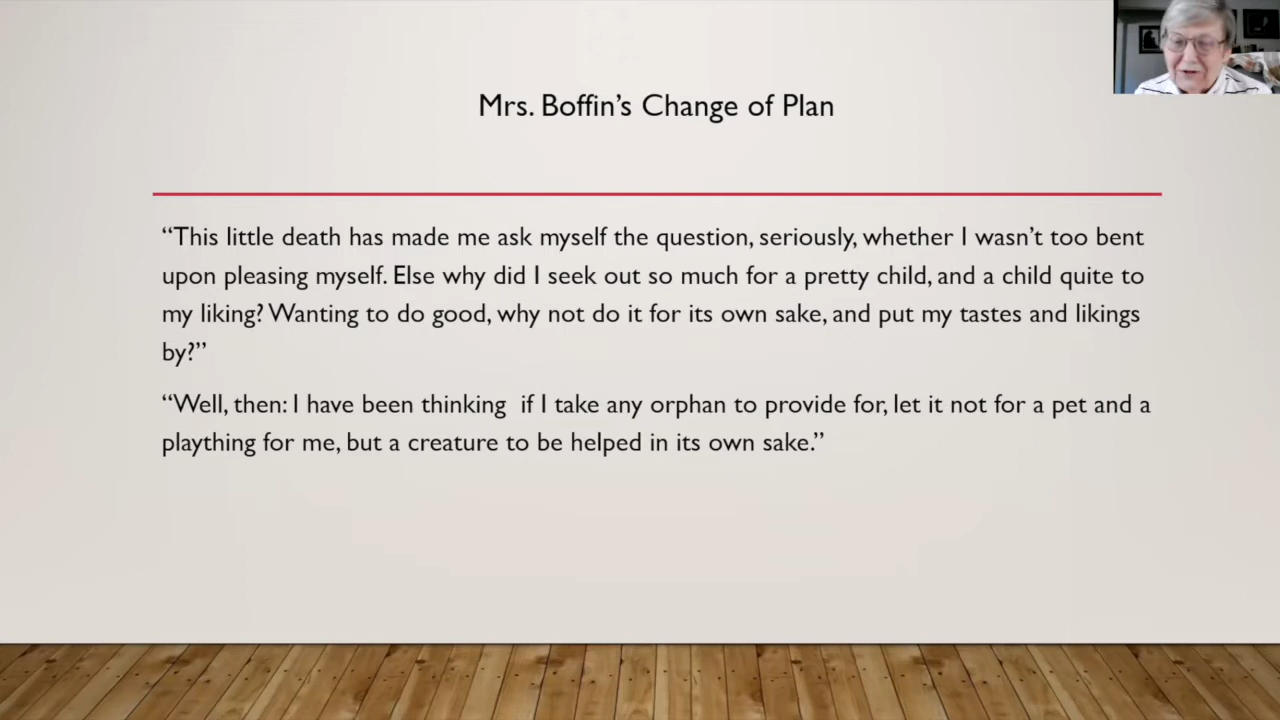 Mrs. Boffin’s Change of Plan
“This little death has made me ask myself the question, seriously, whether I wasn’t too bent
upon pleasing myself. Else why did I seek out so much for a pretty child, and a child quite to
my liking? Wanting to do good, why not do it for its own sake, and put my tastes and likings
by?”
“Well, then: I have been thinking  if I take any orphan to provide for, let it not for a pet and a
plaything for me, but a creature to be helped in its own sake.”